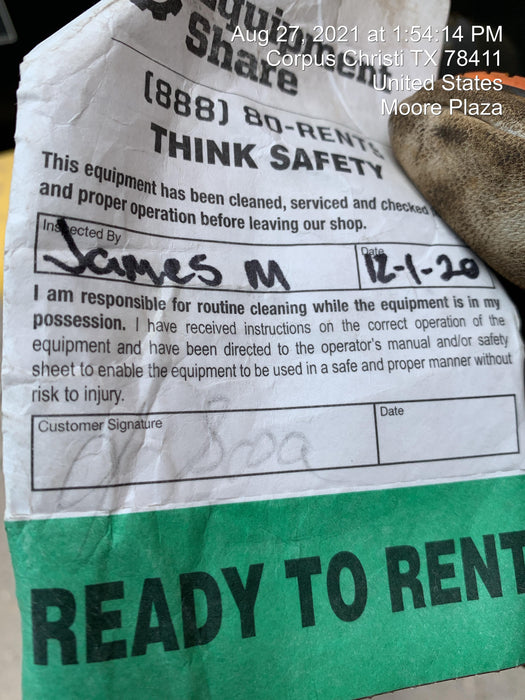 Aug 27, 2021 at 1:54:14 PM
Corpus Christi TX 78411
United States
Moore Plaza
Equipment
Share
(888) 80-RENTS
THINK SAFETY
This equipment has been cleaned, serviced and checked
and proper operation before leaving our shop.
Inspected By
James M
Date
12-1-20
I am responsible for routine cleaning while the equipment is in my
possession. I have received instructions on the correct operation of the
equipment and have been directed to the operator's manual and/or safety
sheet to enable the equipment to be used in a safe and proper manner without
risk to injury.
Customer Signature
Date
READY TO RENT